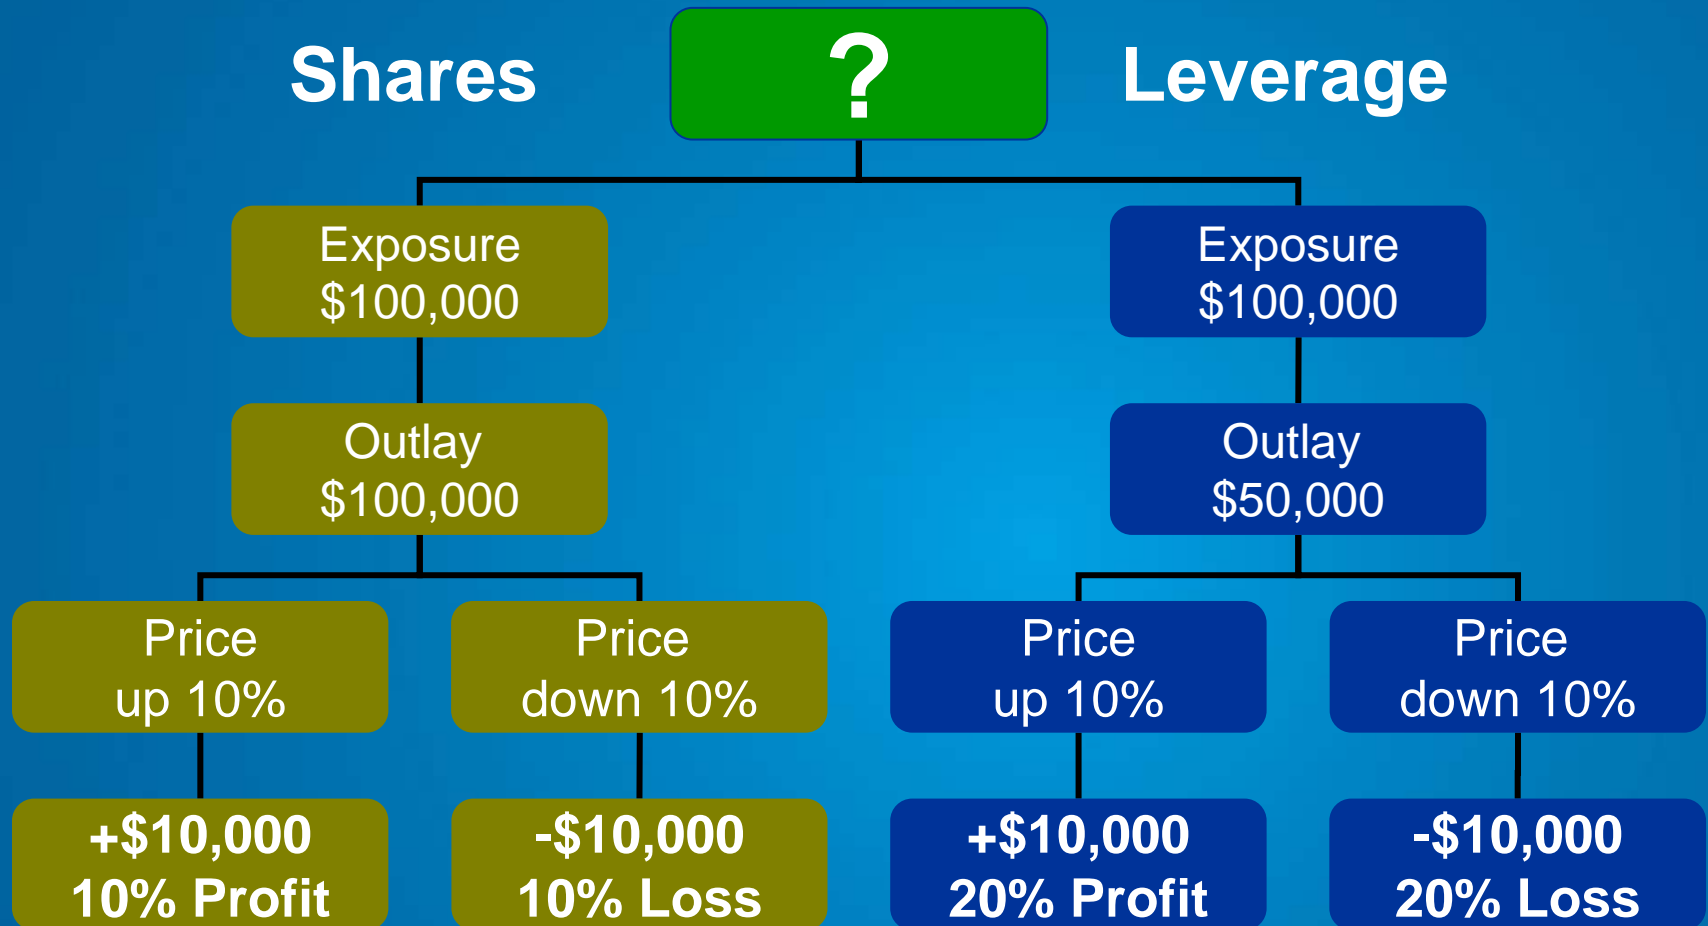 Shares
?
Leverage
Exposure
$100,000
Exposure
$100,000
Outlay
$100,000
Outlay
$50,000
Price
up 10%
Price
down 10%
Price
up 10%
Price
down 10%
+$10,000
10% Profit
-$10,000
10% Loss
+$10,000
20% Profit
-$10,000
20% Loss